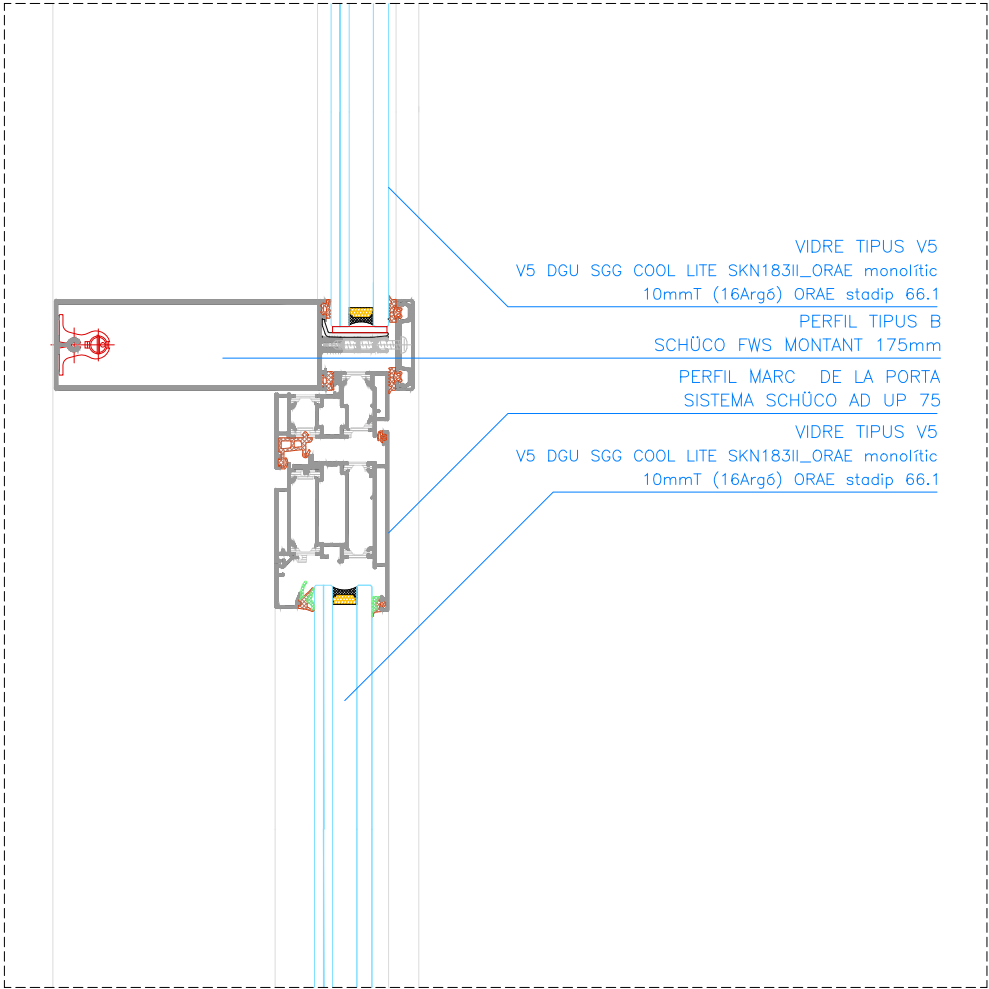 VIDRE TIPUS V5
V5 DGU SGG COOL LITE SKN183II_ORAE monolític
10mmT (16Argó) ORAE stadip 66.1
PERFIL TIPUS B
SCHÜCO FWS MONTANT 175mm
PERFIL MARC DE LA PORTA
SISTEMA SCHÜCO AD UP 75
VIDRE TIPUS V5
V5 DGU SGG COOL LITE SKN183II_ORAE monolític
10mmT (16Argó) ORAE stadip 66.1